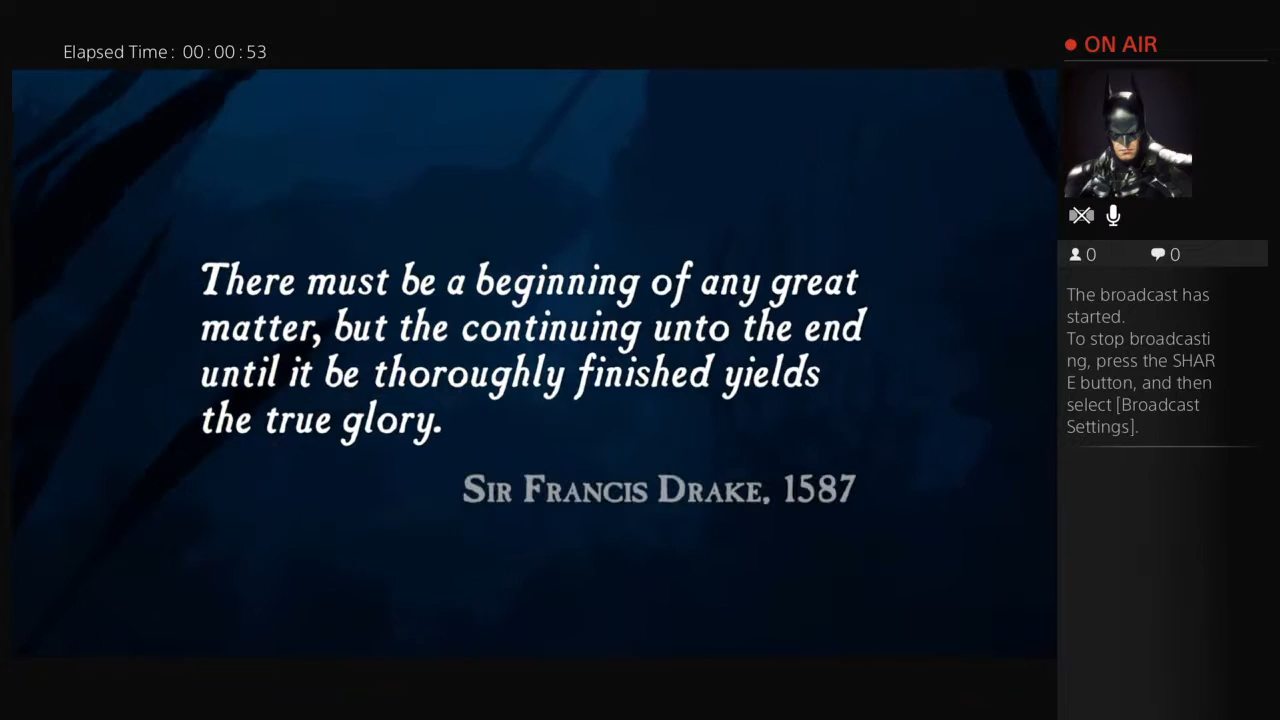 Elapsed Time: 00:00:53
ON AIR
There must be a beginning of any great
matter, but the continuing unto the end
until it be thoroughly finished yields
the true glory.
Sir Francis Drake, 1587
0
0
The broadcast has
started.
To stop broadcasti
ng, press the SHAR
E button, and then
select [Broadcast
Settings].